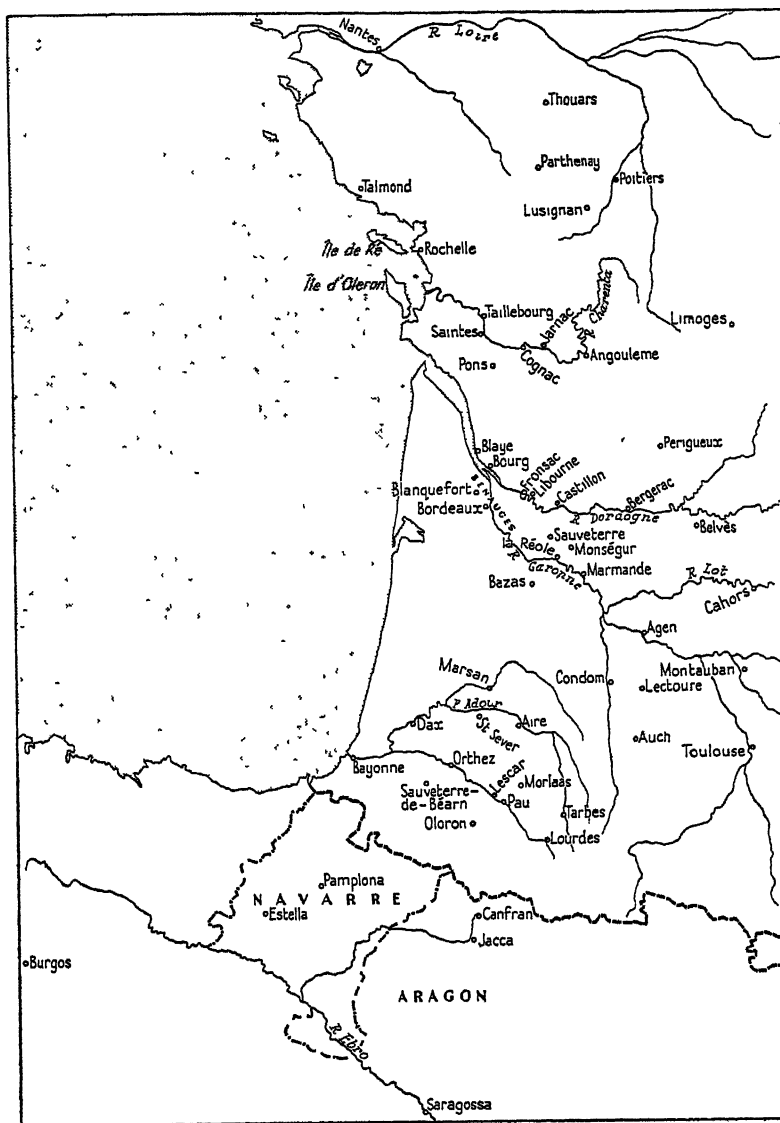 Nantes
R Loire
Thouars
Parthenay
Poitiers
Talmond
Lusignan
Île de Ré
Rochelle
Île d'Oleron
Taillebourg
Jarnac
R Charente
Limoges
Saintes
Cognac
Angouleme
Pons
Perigueux
Blaye
Bourg
Fronsac
Libourne
Castillon
Bergerac
Blanquefort
BENAUGES
Bordeaux
R Dordogne
Belvès
Sauveterre
Réole
Monségur
R Garonne
Marmande
Bazas
R Lot
Cahors
Agen
Marsan
Condom
Montauban
Lectoure
R Adour
Dax
St Sever
Aire
Auch
Toulouse
Bayonne
Orthez
Lescar
Morlaas
Sauveterre-
de-Béarn
Pau
Tarbes
Oloron
Lourdes
Pamplona
NAVARRE
Estella
Canfran
Jacca
Burgos
ARAGON
R Ebro
Saragossa